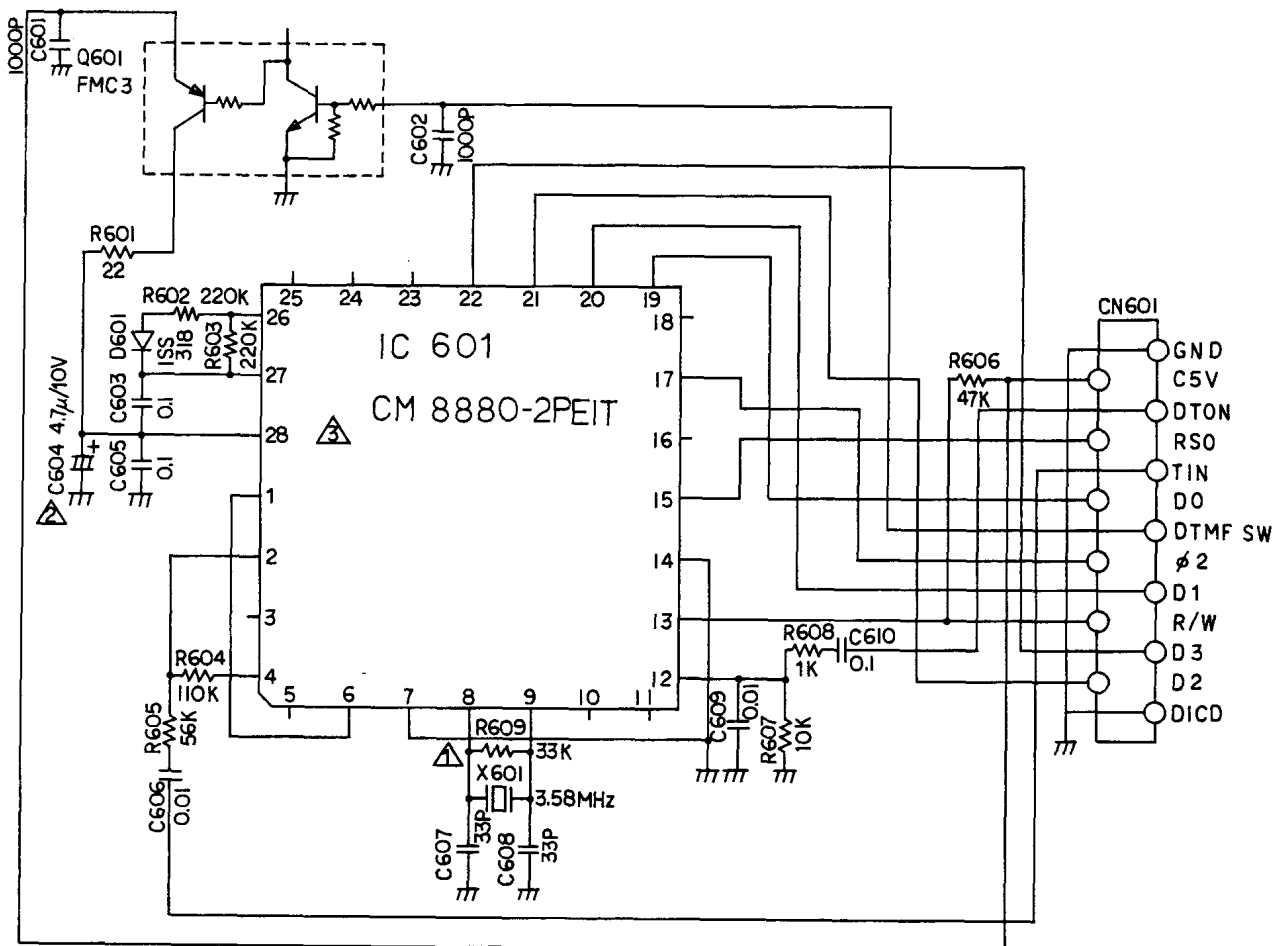 1000P
C601
Q601
FMC3
C602
1000P
R601
22
R602
220K
D601
1SS
318
R603
220K
C603
0.1
C604 4.7μ/10V
+
C605
0.1
2
3
IC 601
CM 8880-2PEIT
25
24
23
22
21
20
19
26
27
28
1
2
3
4
5
6
7
8
9
10
11
18
17
16
15
14
13
12
R604
110K
R605
56K
C606
0.01
1
R609
33K
X601
3.58MHz
C607
33P
C608
33P
R606
47K
R608
1K
C610
0.1
C609
0.01
R607
10K
CN601
GND
C5V
DTON
RSO
TIN
DO
DTMF SW
φ2
D1
R/W
D3
D2
DICD